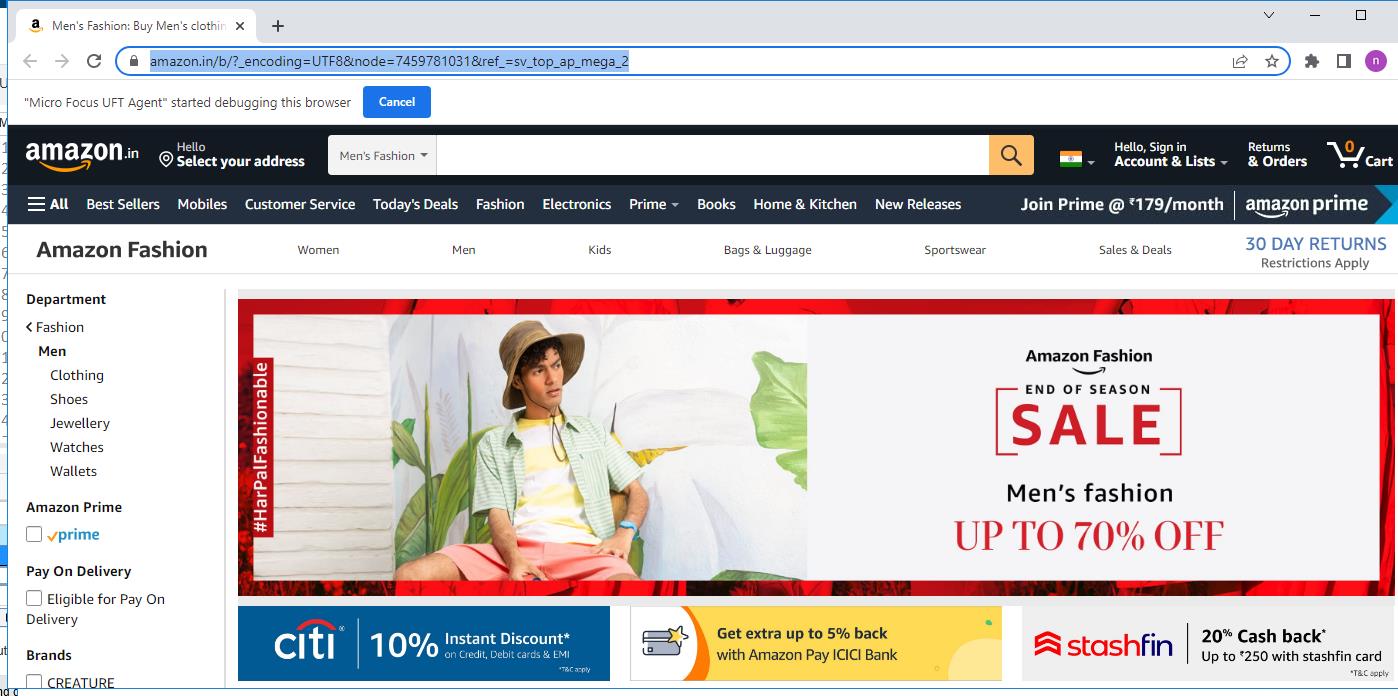 Men's Fashion: Buy Men's clothin
amazon.in/b/?_encoding=UTF8&node=7459781031&ref_=sv_top_ap_mega_2
n
"Micro Focus UFT Agent" started debugging this browser
Cancel
amazon.in
Hello
Select your address
Men's Fashion
Hello, Sign in
Account & Lists
Returns
& Orders
0
Cart
All
Best Sellers
Mobiles
Customer Service
Today's Deals
Fashion
Electronics
Prime
Books
Home & Kitchen
New Releases
Join Prime @ ₹179/month
amazon prime
Amazon Fashion
Women
Men
Kids
Bags & Luggage
Sportswear
Sales & Deals
30 DAY RETURNS
Restrictions Apply
Department
Fashion
Men
Clothing
Shoes
Jewellery
Watches
Wallets
Amazon Prime
prime
Pay On Delivery
Eligible for Pay On
Delivery
Brands
CREATURE
#HarPalFashionable
Amazon Fashion
END OF SEASON
SALE
Men's fashion
UP TO 70% OFF
citi®
10% Instant Discount*
on Credit, Debit cards & EMI
*T&C apply
Get extra up to 5% back
with Amazon Pay ICICI Bank
stashfin
20% Cash back*
Up to ₹250 with stashfin card
*T&C apply